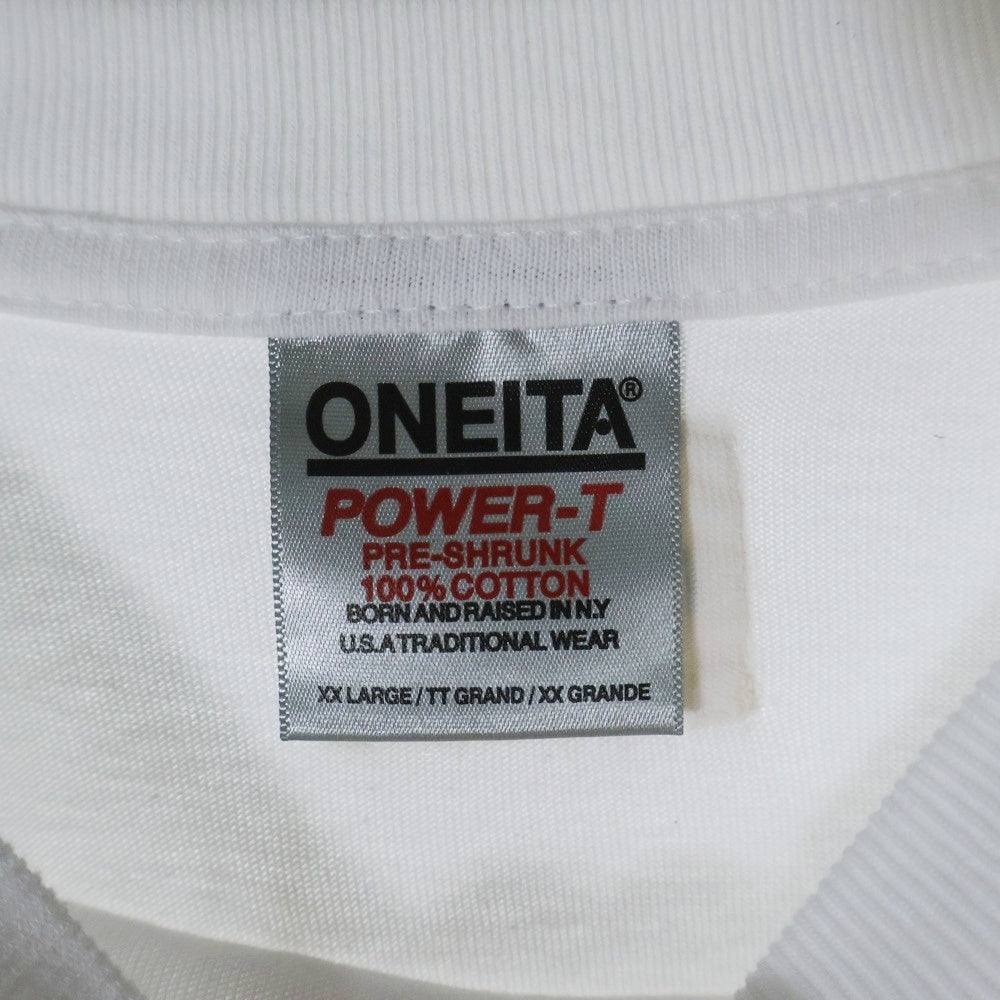 ONEITA®
POWER-T
PRE-SHRUNK
100% COTTON
BORN AND RAISED IN N.Y
U.S.A TRADITIONAL WEAR
XX LARGE / TT GRAND / XX GRANDE